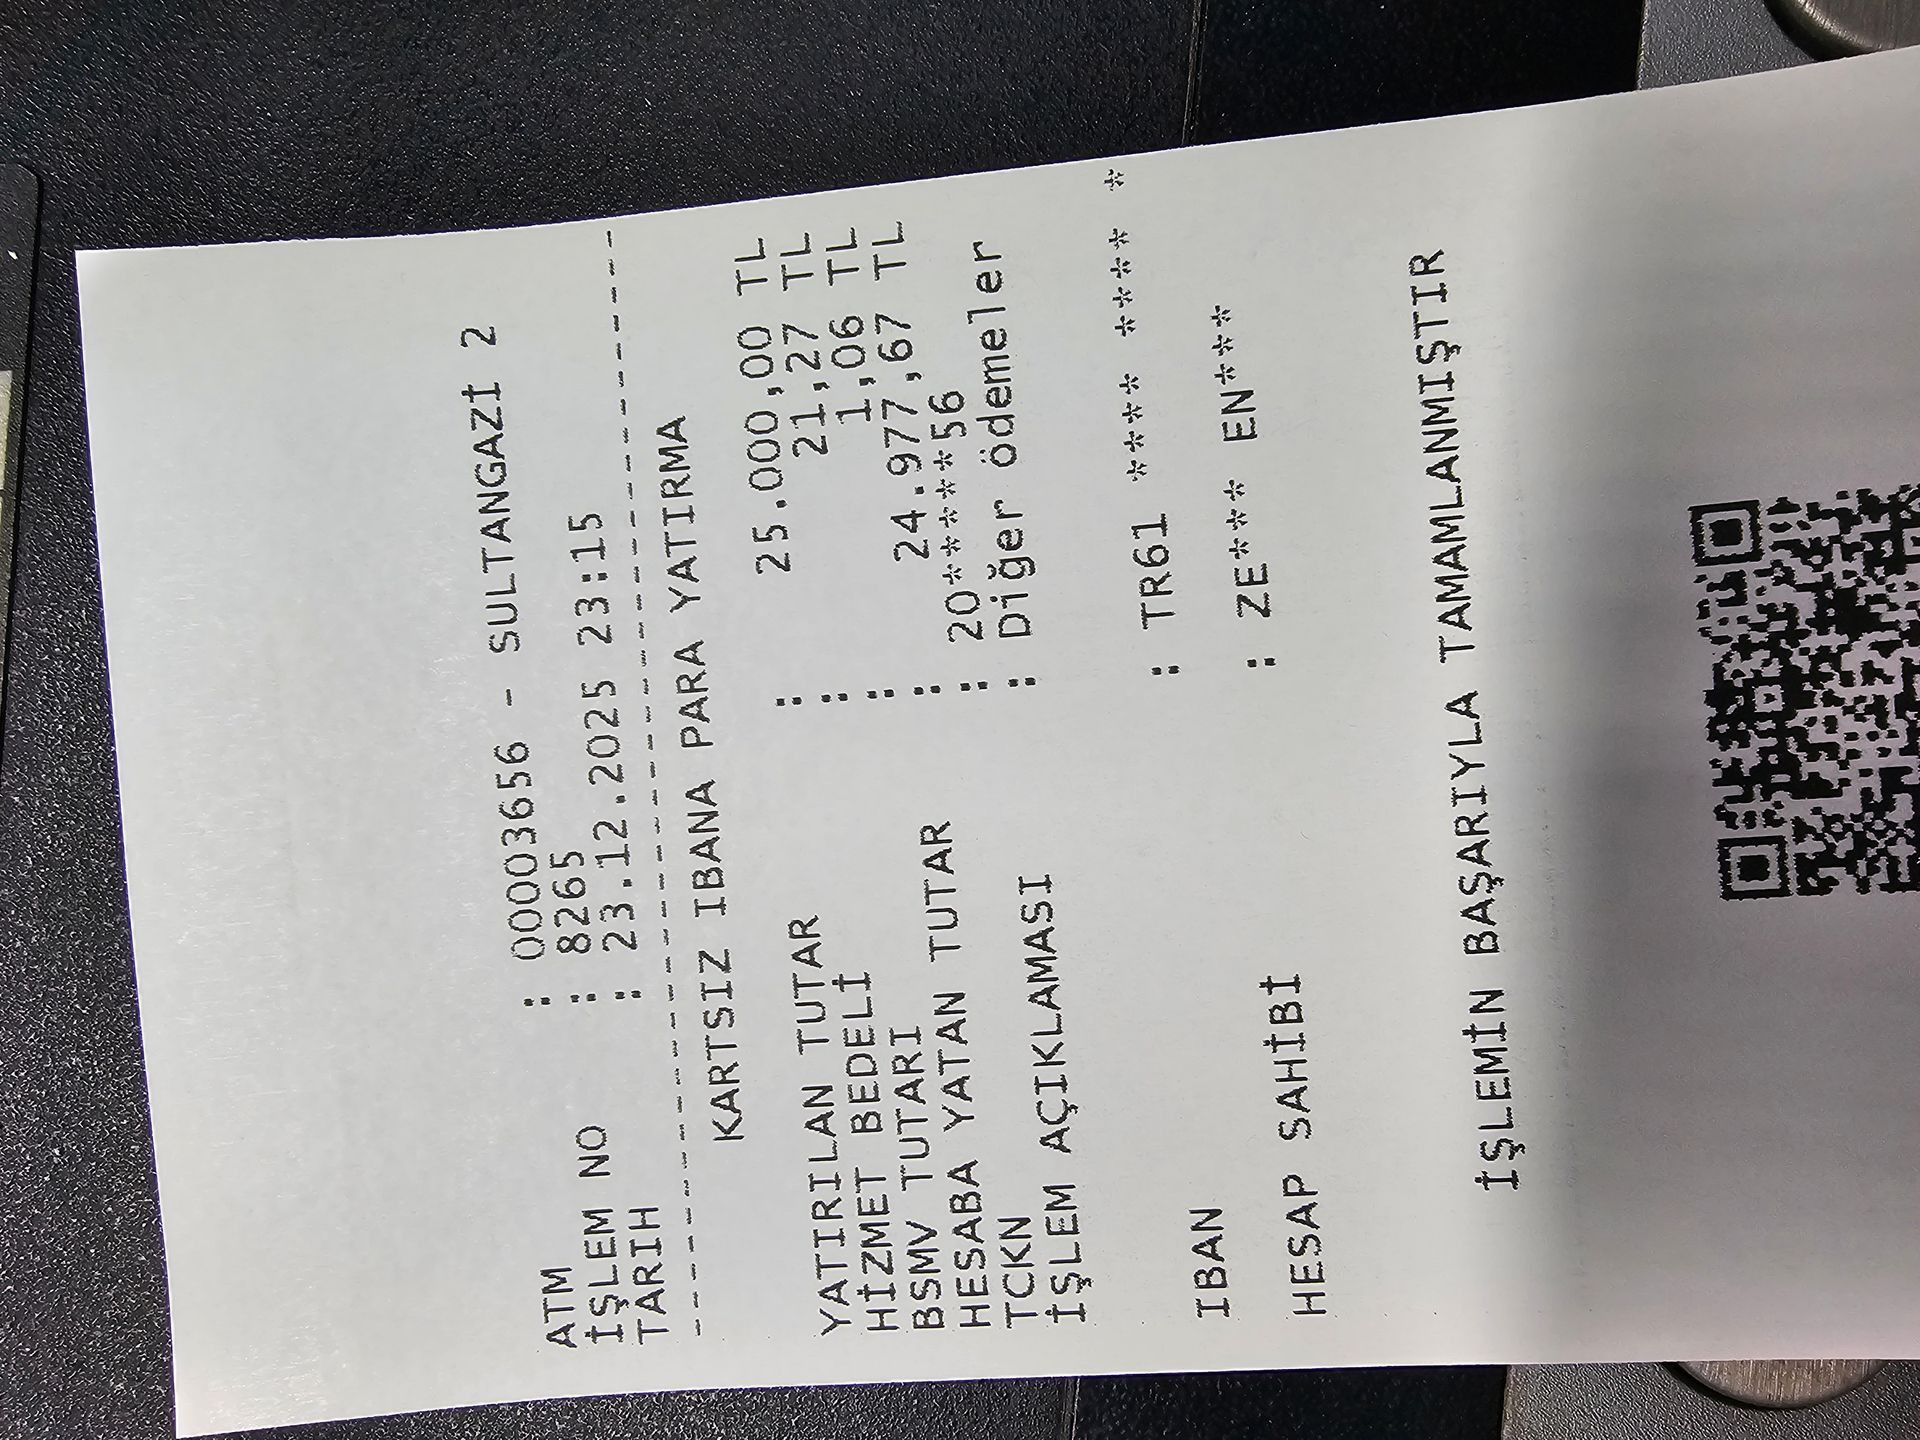 ATM : 00003656 - SULTANGAZİ 2
İŞLEM NO : 8265
TARIH : 23.12.2025 23:15
--------------------------------
KARTSIZ IBANA PARA YATIRMA
YATIRILAN TUTAR : 25.000,00 TL
HİZMET BEDELİ : 21,27 TL
BSMV TUTARI : 1,06 TL
HESABA YATAN TUTAR : 24.977,67 TL
TCKN : 20*******56
İŞLEM AÇIKLAMASI : Diğer ödemeler
IBAN : TR61 **** **** **** *
HESAP SAHİBİ : ZE**** EN****
İŞLEMİN BAŞARIYLA TAMAMLANMIŞTIR